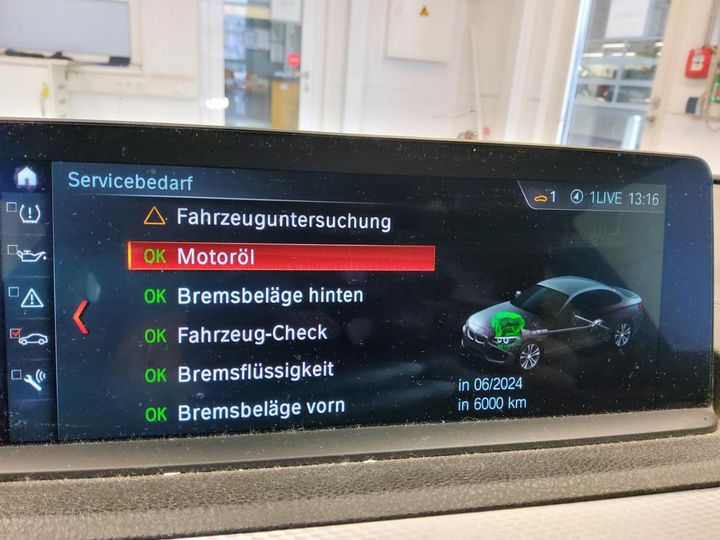 Servicebedarf
1 1LIVE 13:16
Fahrzeuguntersuchung
OK Motoröl
OK Bremsbeläge hinten
OK Fahrzeug-Check
OK Bremsflüssigkeit
OK Bremsbeläge vorn
in 06/2024
in 6000 km